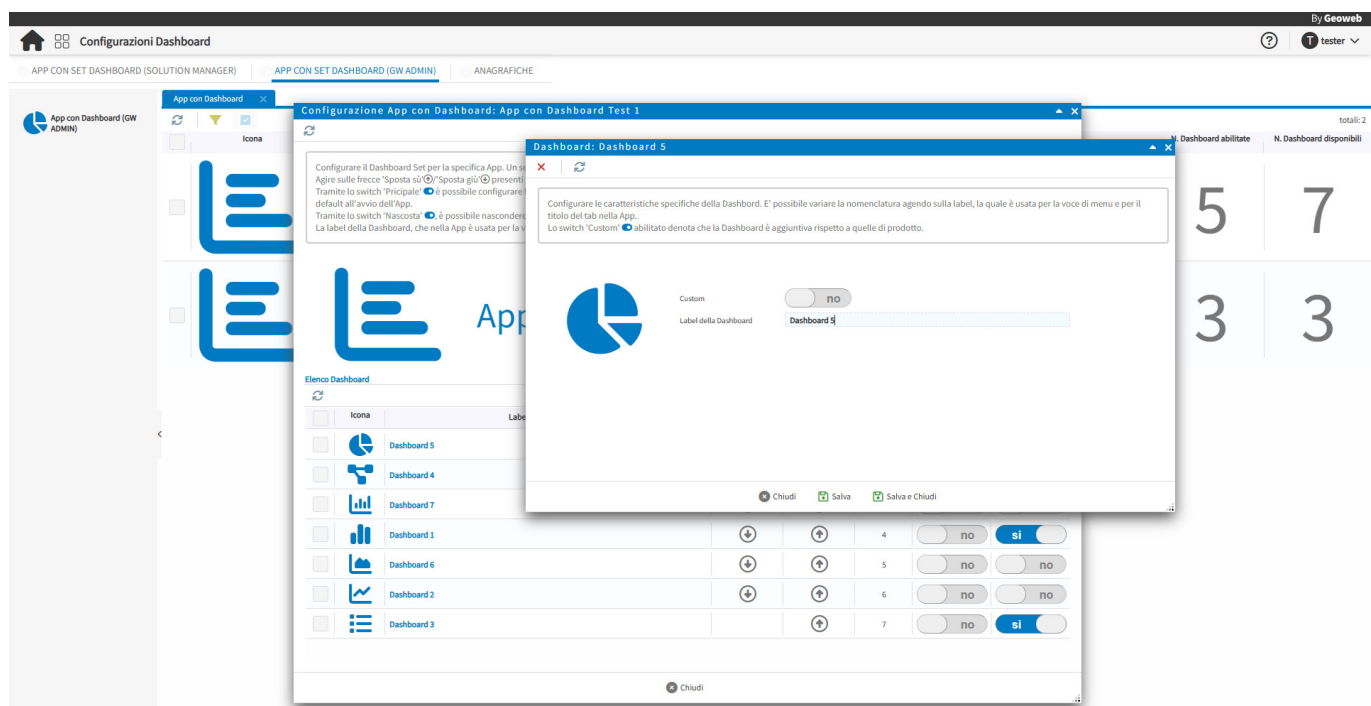 By Geoweb
Configurazioni Dashboard
? T tester
APP CON SET DASHBOARD (SOLUTION MANAGER) APP CON SET DASHBOARD (GW ADMIN) ANAGRAFICHE
App con Dashboard (GW
ADMIN)
App con Dashboard
totali: 2
Icona N. Dashboard abilitate N. Dashboard disponibili
5 7
3 3
Configurazione App con Dashboard: App con Dashboard Test 1
Configurare il Dashboard Set per la specifica App. Un
Agire sulle frecce 'Sposta sù' /'Sposta giù' presenti
Tramite lo switch 'Pricipale' è possibile configurare
default all'avvio dell'App.
Tramite lo switch 'Nascosta' , è possibile nascondere
La label della Dashboard, che nella App è usata per la
App
Elenco Dashboard
Icona Labe
Dashboard 5
Dashboard 4
Dashboard 7
Dashboard 1 4 no si
Dashboard 6 5 no no
Dashboard 2 6 no no
Dashboard 3 7 no si
Chiudi
Dashboard: Dashboard 5
Configurare le caratteristiche specifiche della Dashbord. E' possibile variare la nomenclatura agendo sulla label, la quale è usata per la voce di menu e per il
titolo del tab nella App.
Lo switch 'Custom' abilitato denota che la Dashboard è aggiuntiva rispetto a quelle di prodotto.
Custom no
Label della Dashboard Dashboard 5
Chiudi Salva Salva e Chiudi